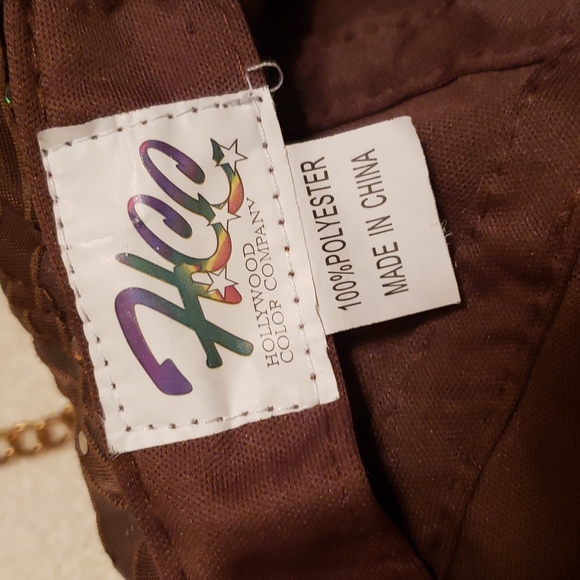 HCC
HOLLYWOOD
COLOR COMPANY
100%POLYESTER
MADE IN CHINA